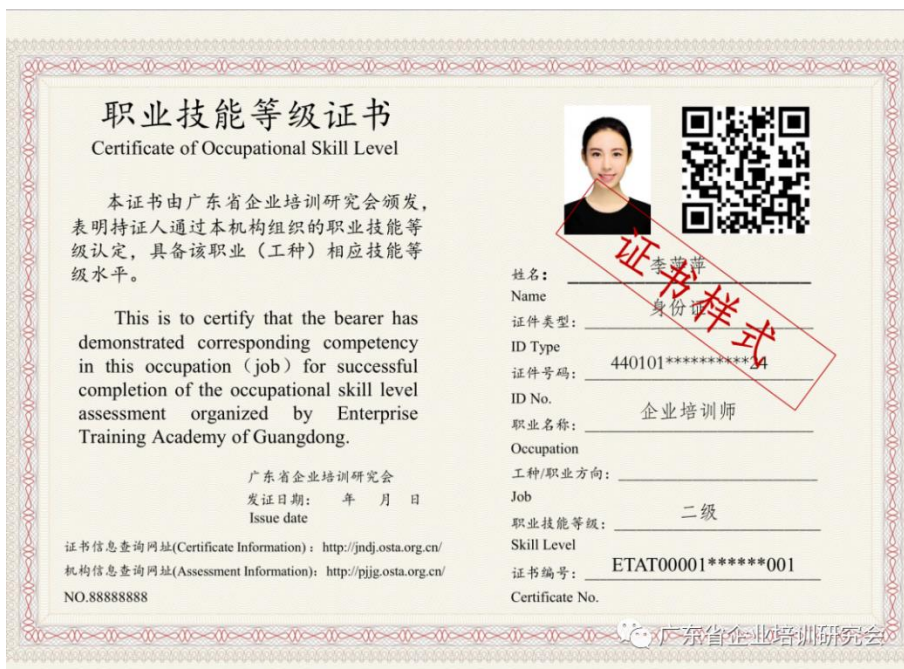 职业技能等级证书
Certificate of Occupational Skill Level
本证书由广东省企业培训研究会颁发，
表明持证人通过本机构组织的职业技能等
级认定，具备该职业（工种）相应技能等
级水平。
This is to certify that the bearer has
demonstrated corresponding competency
in this occupation（job）for successful
completion of the occupational skill level
assessment organized by Enterprise
Training Academy of Guangdong.
广东省企业培训研究会
发证日期： 年 月 日
Issue date
证书信息查询网址(Certificate Information)：http://jndj.osta.org.cn/
机构信息查询网址(Assessment Information)：http://pjjg.osta.org.cn/
NO.88888888
证书样式
姓名： 李萍萍
Name
证件类型： 身份证
ID Type
证件号码： 440101**********24
ID No.
职业名称： 企业培训师
Occupation
工种/职业方向：
Job
职业技能等级： 二级
Skill Level
证书编号： ETAT00001******001
Certificate No.
广东省企业培训研究会